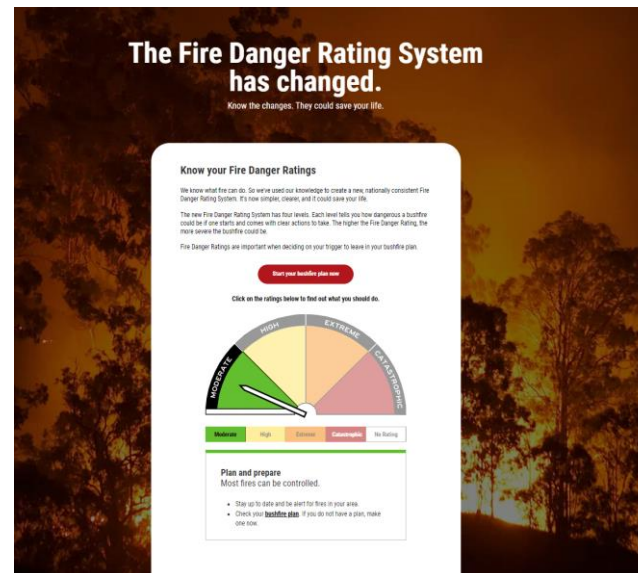 The Fire Danger Rating System
has changed.
Know the changes. They could save your life.
Know your Fire Danger Ratings
We know what fire can do. So we've used our knowledge to create a new, nationally consistent Fire
Danger Rating System. It's now simpler, clearer, and it could save your life.
The new Fire Danger Rating System has four levels. Each level tells you how dangerous a bushfire
could be if one starts and comes with clear actions to take. The higher the Fire Danger Rating, the
more severe the bushfire could be.
Fire Danger Ratings are important when deciding on your trigger to leave in your bushfire plan.
Start your bushfire plan now
Click on the ratings below to find out what you should do.
MODERATE
HIGH
EXTREME
CATASTROPHIC
Moderate High Extreme Catastrophic No Rating
Plan and prepare
Most fires can be controlled.
Stay up to date and be alert for fires in your area.
Check your bushfire plan. If you do not have a plan, make
one now.